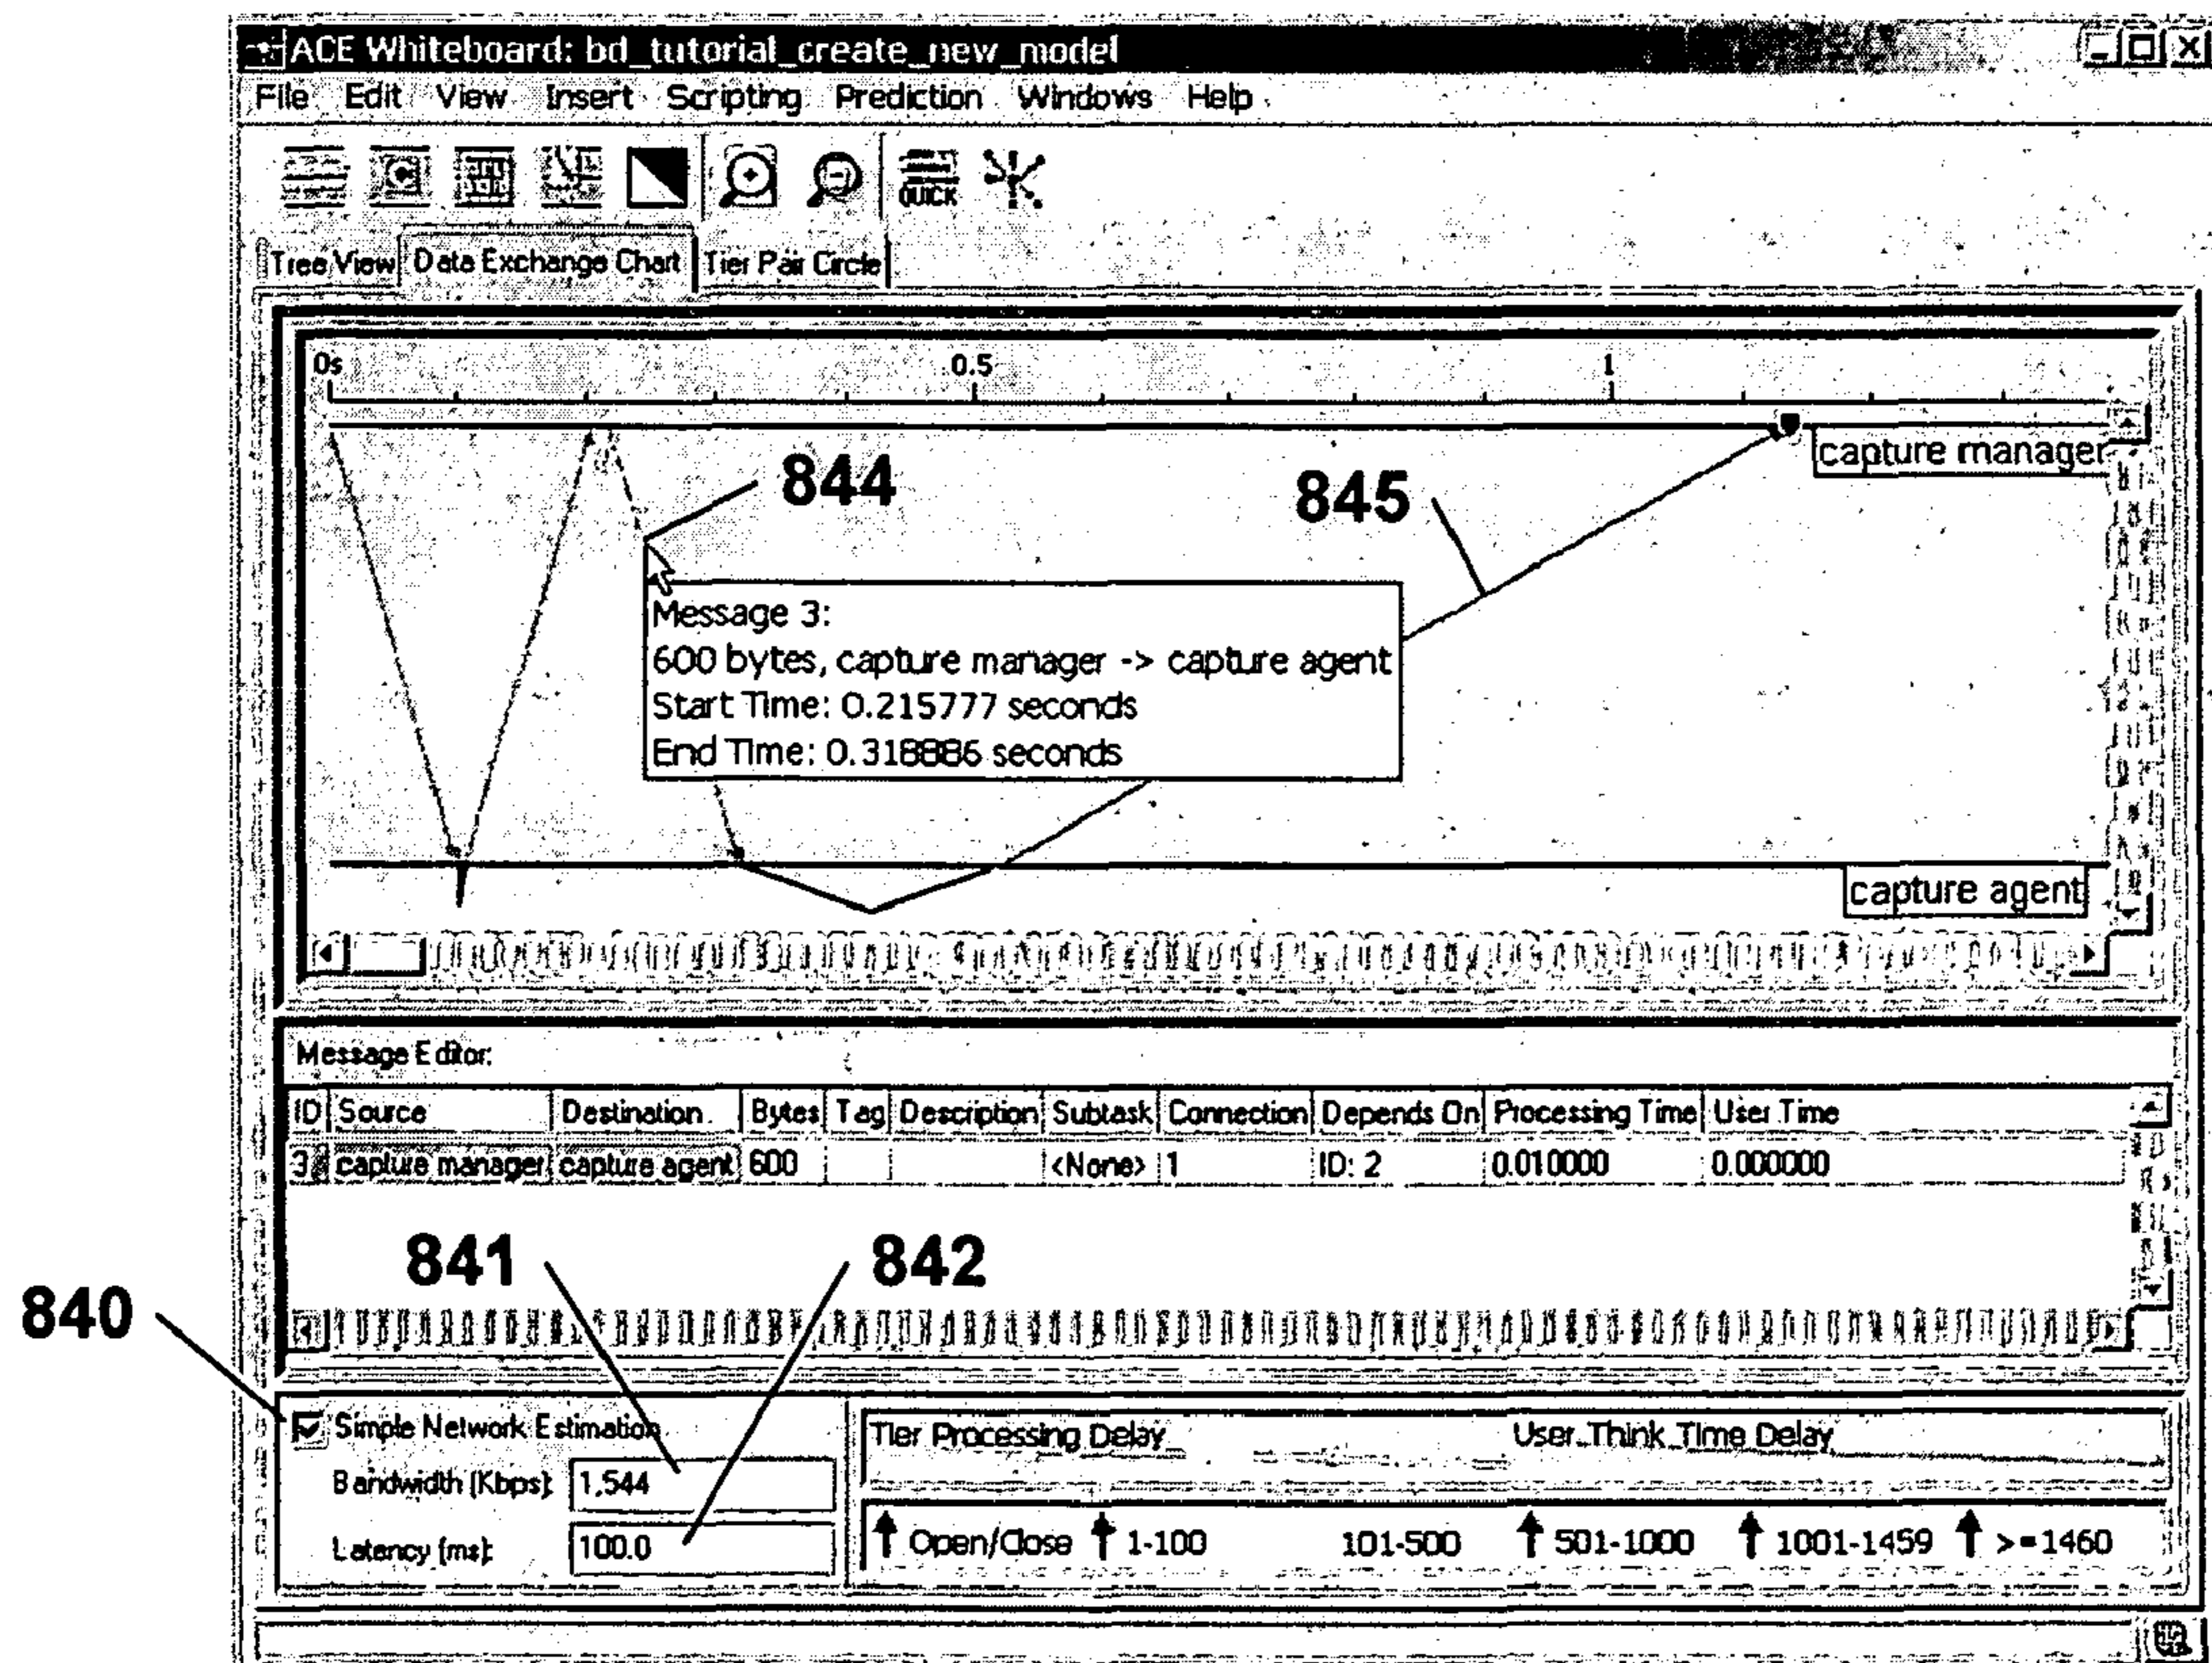 ACE Whiteboard: bd_tutorial_create_new_model
File Edit View Insert Scripting Prediction Windows Help
QUICK
Tree View Data Exchange Chart Tier Pair Circle
0s 0.5 1
capture manager
844
845
Message 3:
600 bytes, capture manager -> capture agent
Start Time: 0.215777 seconds
End Time: 0.318886 seconds
capture agent
Message Editor:
ID Source Destination Bytes Tag Description Subtask Connection Depends On Processing Time User Time
3 capture manager capture agent 600 <None> 1 ID: 2 0.010000 0.000000
841 842
840
Simple Network Estimation
Bandwidth (Kbps): 1,544
Latency (ms): 100.0
Tier Processing Delay User Think Time Delay
Open/Close 1-100 101-500 501-1000 1001-1459 >=1460